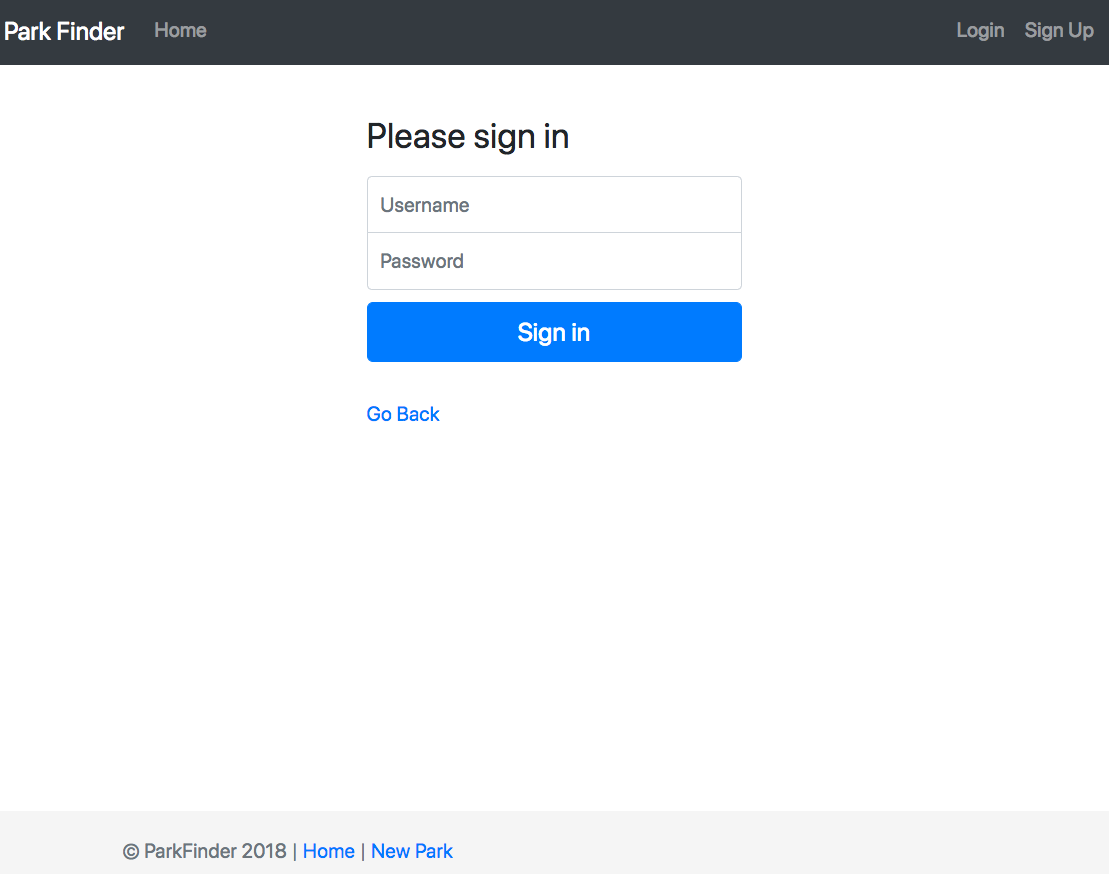 Park Finder Home Login Sign Up
Please sign in
Username
Password
Sign in
Go Back
© ParkFinder 2018 | Home | New Park